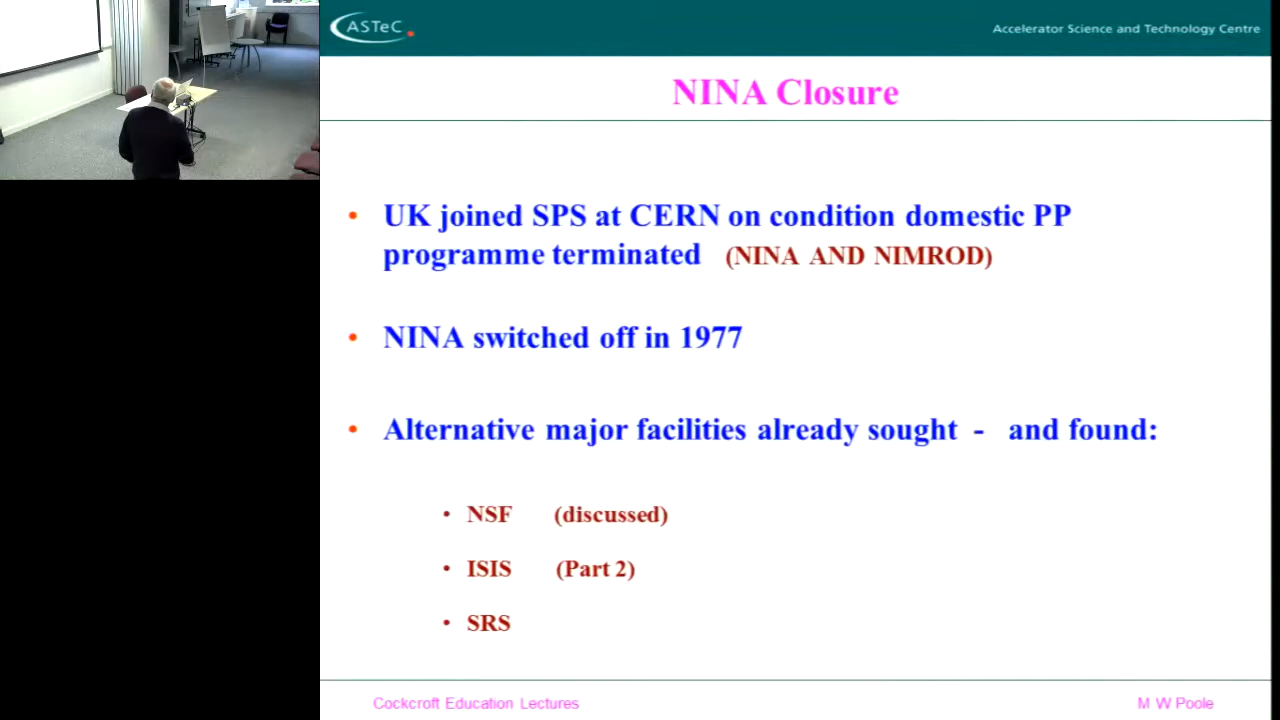 ASTeC
Accelerator Science and Technology Centre
NINA Closure
• UK joined SPS at CERN on condition domestic PP
programme terminated (NINA AND NIMROD)
• NINA switched off in 1977
• Alternative major facilities already sought - and found:
• NSF (discussed)
• ISIS (Part 2)
• SRS
Cockcroft Education Lectures
M W Poole